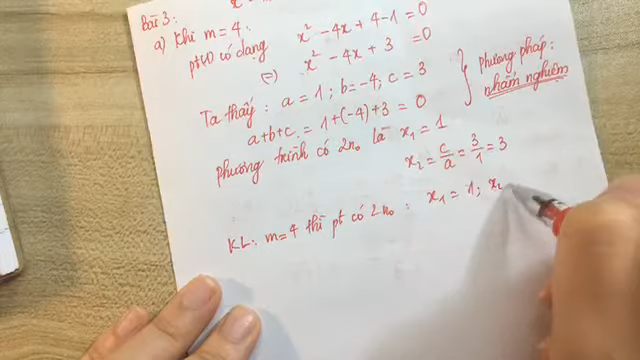 Bài 3:
a) Khi m = 4.
pt(1) có dạng x² - 4x + 4 - 1 = 0
(=) x² - 4x + 3 = 0
Ta thấy: a = 1; b = -4; c = 3
a+b+c = 1+(-4)+3 = 0
phương trình có 2n₀ là x₁ = 1
x₂ = c/a = 3/1 = 3
} phương pháp:
nhẩm nghiệm
KL: m=4 thì pt có 2n₀: x₁ = 1; x₂